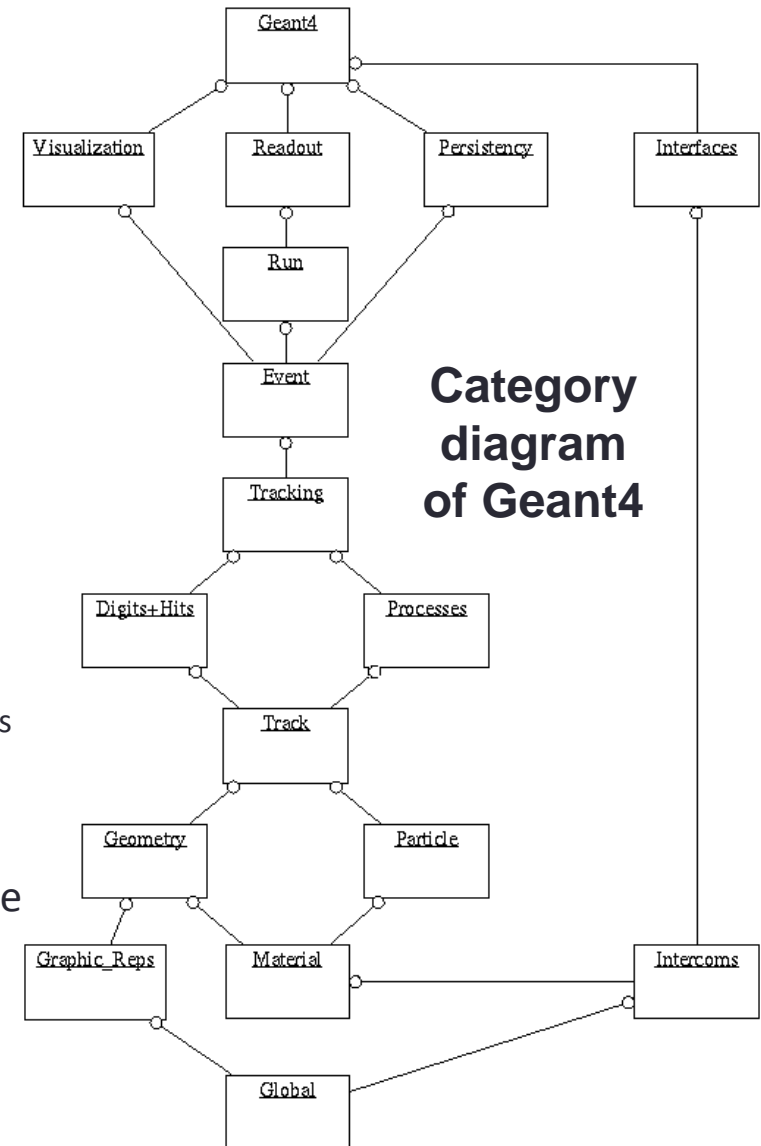 Geant4
Visualization
Readout
Persistency
Interfaces
Run
Event
Category
diagram
of Geant4
Tracking
Digits+Hits
Processes
s
Track
Geometry
Particle
e
Graphic_Reps
Material
Intercoms
Global